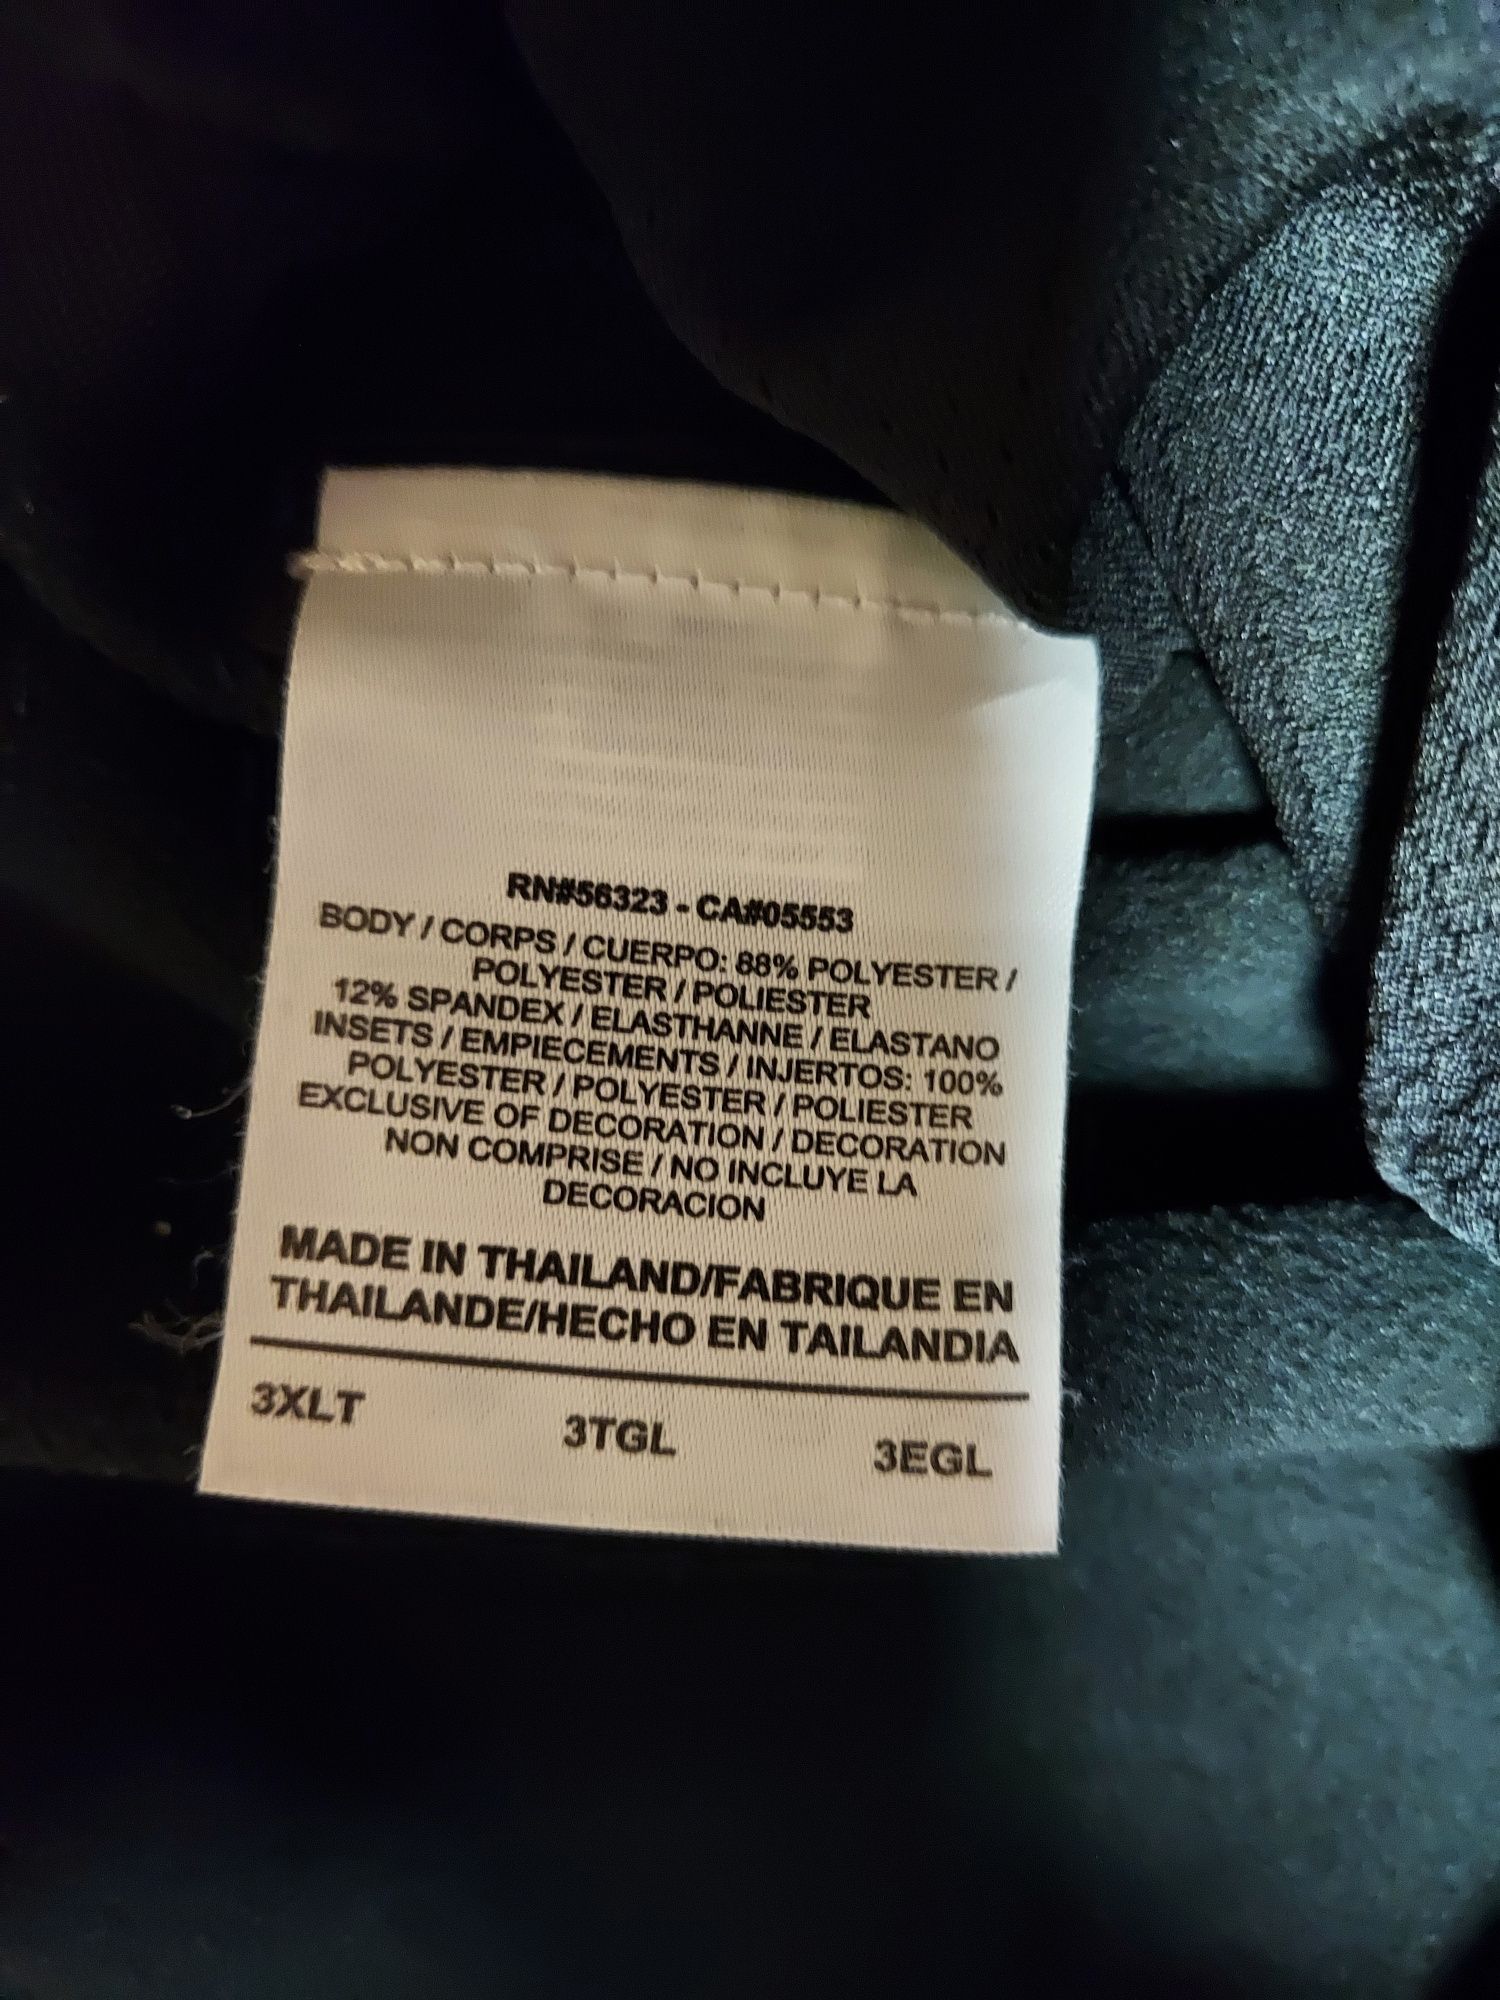 RN#56323 - CA#05553
BODY / CORPS / CUERPO: 88% POLYESTER /
POLYESTER / POLIESTER
12% SPANDEX / ELASTHANNE / ELASTANO
INSETS / EMPIECEMENTS / INJERTOS: 100%
POLYESTER / POLYESTER / POLIESTER
EXCLUSIVE OF DECORATION / DECORATION
NON COMPRISE / NO INCLUYE LA
DECORACION
MADE IN THAILAND/FABRIQUE EN
THAILANDE/HECHO EN TAILANDIA
3XLT 3TGL 3EGL